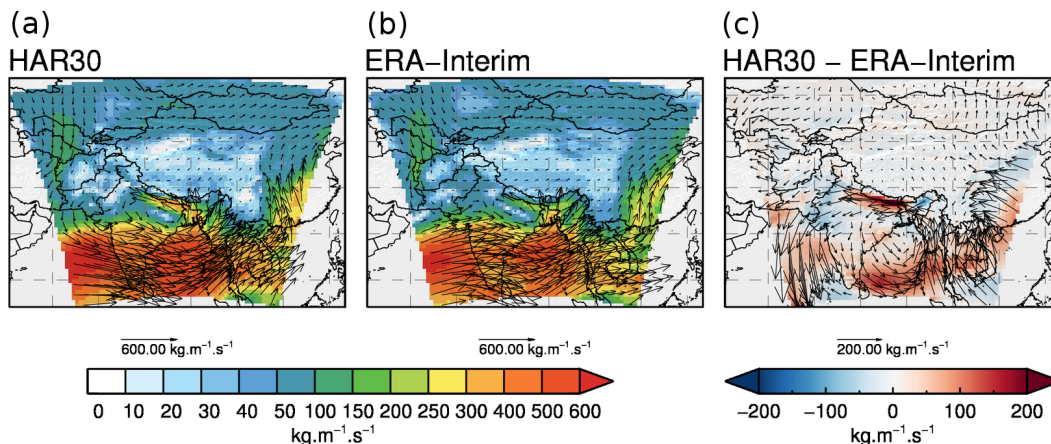 (a) (b) (c)
HAR30 ERA–Interim HAR30 – ERA–Interim
600.00 kg.m⁻¹.s⁻¹ 600.00 kg.m⁻¹.s⁻¹ 200.00 kg.m⁻¹.s⁻¹
0 10 20 30 40 50 100 150 200 250 300 400 500 600 −200 −100 0 100 200
kg.m⁻¹.s⁻¹ kg.m⁻¹.s⁻¹